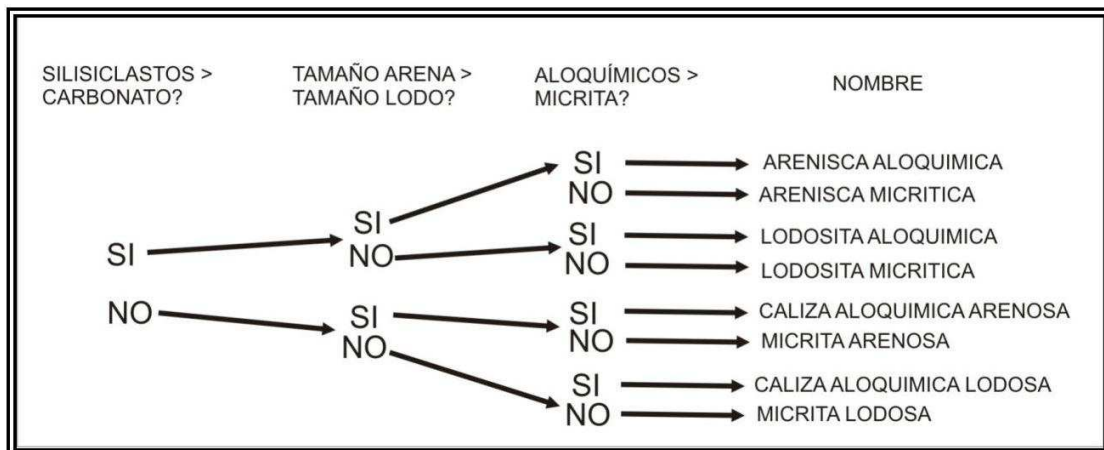 SILISICLASTOS >
CARBONATO?
TAMAÑO ARENA >
TAMAÑO LODO?
ALOQUÍMICOS >
MICRITA?
NOMBRE
SI
NO
SI
NO
SI
NO
SI
NO
SI
NO
SI
NO
SI
NO
ARENISCA ALOQUIMICA
ARENISCA MICRITICA
LODOSITA ALOQUIMICA
LODOSITA MICRITICA
CALIZA ALOQUIMICA ARENOSA
MICRITA ARENOSA
CALIZA ALOQUIMICA LODOSA
MICRITA LODOSA